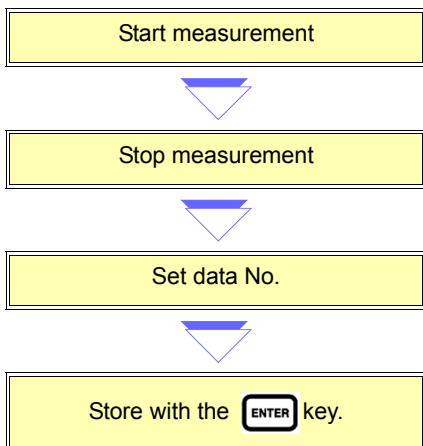 Start measurement
Stop measurement
Set data No.
Store with the ENTER key.